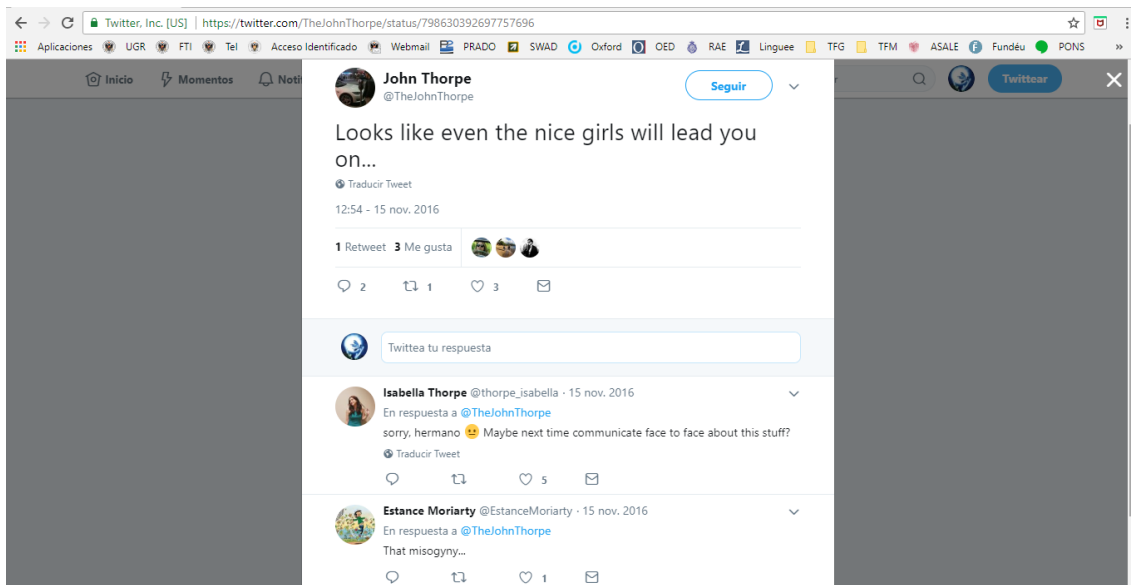 Twitter, Inc. [US] | https://twitter.com/TheJohnThorpe/status/798630392697757696
Aplicaciones UGR FTI Tel Acceso Identificado Webmail PRADO SWAD Oxford OED RAE Linguee TFG TFM ASALE Fundéu PONS »
Inicio Momentos Noti Twittear
John Thorpe
@TheJohnThorpe
Seguir
Looks like even the nice girls will lead you
on...
Traducir Tweet
12:54 - 15 nov. 2016
1 Retweet 3 Me gusta
2 1 3
Twittea tu respuesta
Isabella Thorpe @thorpe_isabella · 15 nov. 2016
En respuesta a @TheJohnThorpe
sorry, hermano 😐 Maybe next time communicate face to face about this stuff?
Traducir Tweet
5
Estance Moriarty @EstanceMoriarty · 15 nov. 2016
En respuesta a @TheJohnThorpe
That misogyny...
1